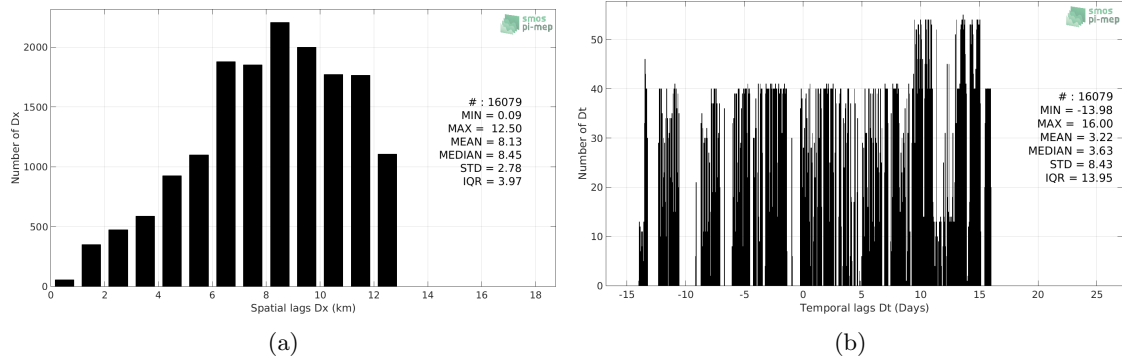 smos
pi-mep
2000
1500
1000
500
0
Number of Dx
# : 16079
MIN = 0.09
MAX = 12.50
MEAN = 8.13
MEDIAN = 8.45
STD = 2.78
IQR = 3.97
0 2 4 6 8 10 12 14 16 18
Spatial lags Dx (km)
(a)
smos
pi-mep
50
40
30
20
10
0
Number of Dt
# : 16079
MIN = -13.98
MAX = 16.00
MEAN = 3.22
MEDIAN = 3.63
STD = 8.43
IQR = 13.95
-15 -10 -5 0 5 10 15 20 25
Temporal lags Dt (Days)
(b)